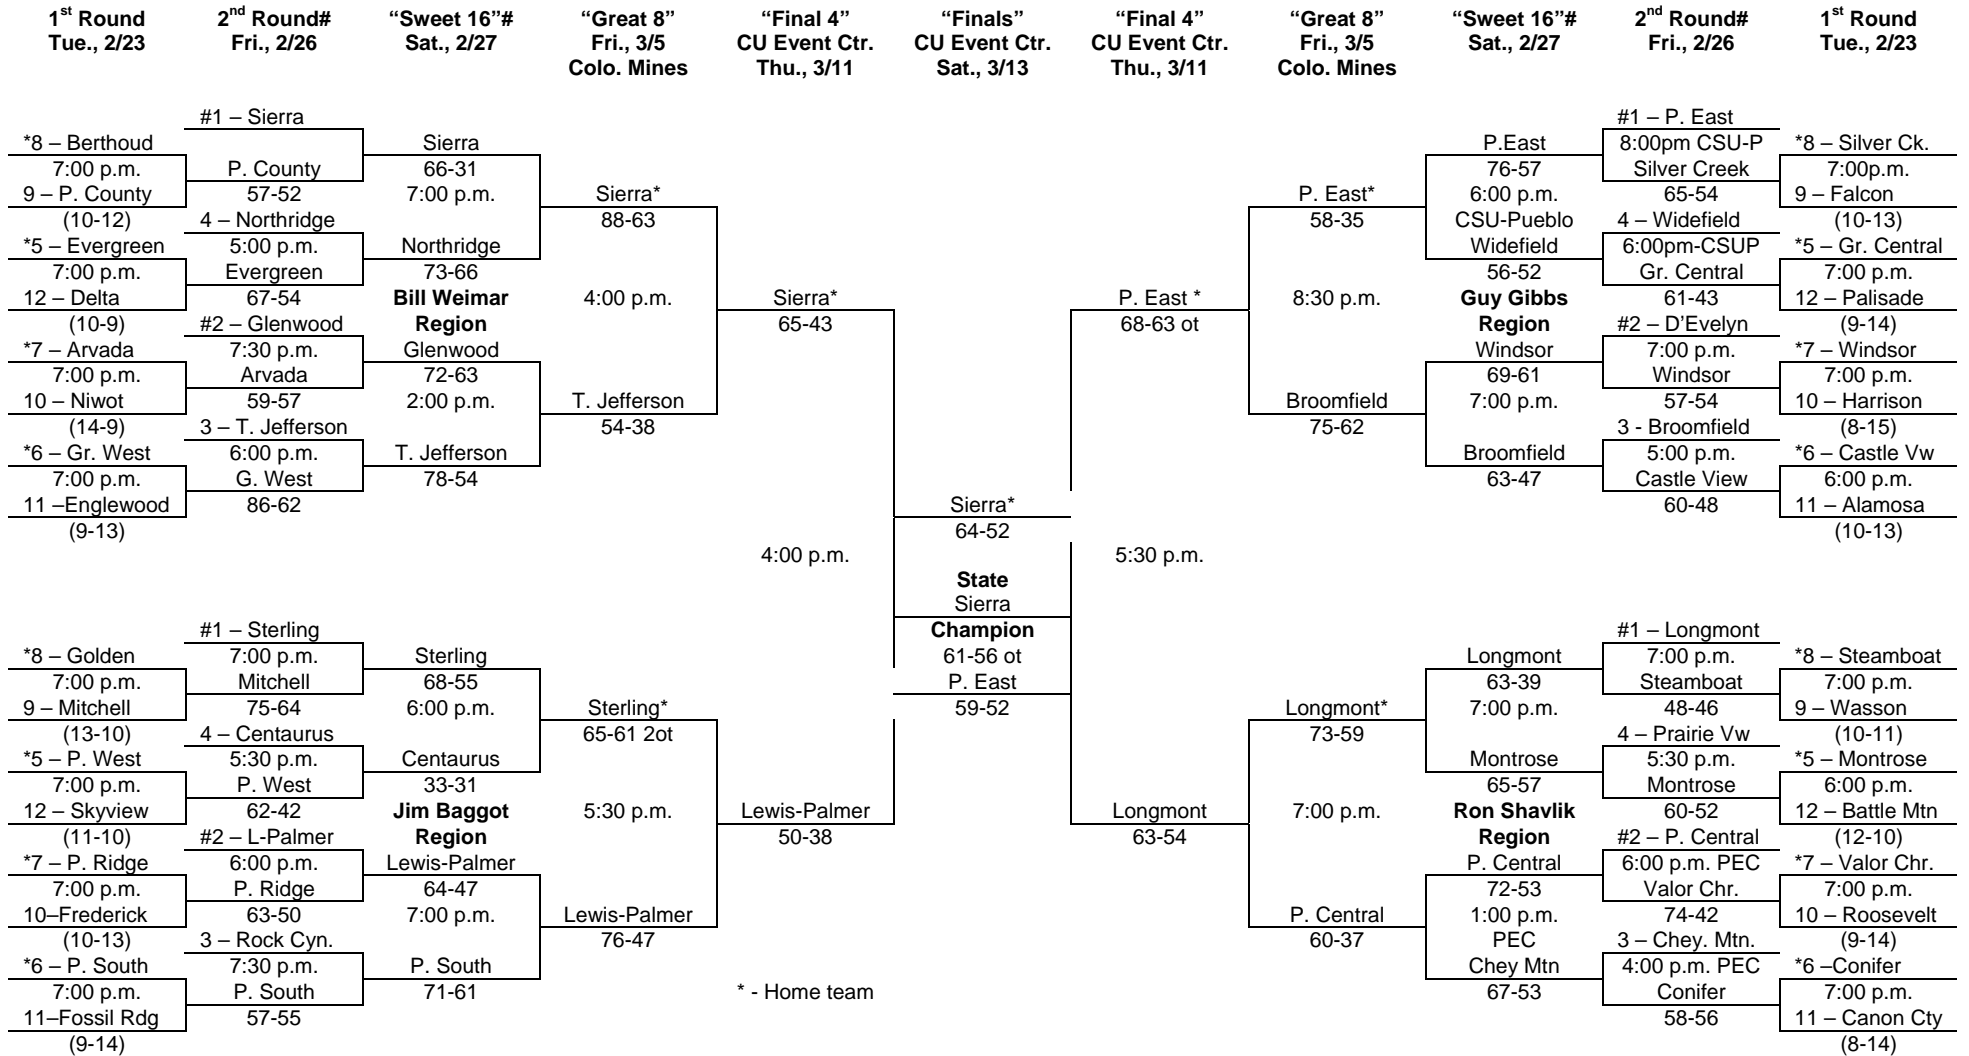 1st Round
Tue., 2/23
2nd Round#
Fri., 2/26
“Sweet 16”#
Sat., 2/27
“Great 8”
Fri., 3/5
Colo. Mines
“Final 4”
CU Event Ctr.
Thu., 3/11
“Finals”
CU Event Ctr.
Sat., 3/13
“Final 4”
CU Event Ctr.
Thu., 3/11
“Great 8”
Fri., 3/5
Colo. Mines
“Sweet 16”#
Sat., 2/27
2nd Round#
Fri., 2/26
1st Round
Tue., 2/23
*8 – Berthoud
7:00 p.m.
9 – P. County
(10-12)
*5 – Evergreen
7:00 p.m.
12 – Delta
(10-9)
*7 – Arvada
7:00 p.m.
10 – Niwot
(14-9)
*6 – Gr. West
7:00 p.m.
11 –Englewood
(9-13)
*8 – Golden
7:00 p.m.
9 – Mitchell
(13-10)
*5 – P. West
7:00 p.m.
12 – Skyview
(11-10)
*7 – P. Ridge
7:00 p.m.
10–Frederick
(10-13)
*6 – P. South
7:00 p.m.
11–Fossil Rdg
(9-14)
#1 – Sierra
P. County
57-52
4 – Northridge
5:00 p.m.
Evergreen
67-54
#2 – Glenwood
7:30 p.m.
Arvada
59-57
3 – T. Jefferson
6:00 p.m.
G. West
86-62
#1 – Sterling
7:00 p.m.
Mitchell
75-64
4 – Centaurus
5:30 p.m.
P. West
62-42
#2 – L-Palmer
6:00 p.m.
P. Ridge
63-50
3 – Rock Cyn.
7:30 p.m.
P. South
57-55
Sierra
66-31
7:00 p.m.
Northridge
73-66
Bill Weimar
Region
Glenwood
72-63
2:00 p.m.
T. Jefferson
78-54
Sterling
68-55
6:00 p.m.
Centaurus
33-31
Jim Baggot
Region
Lewis-Palmer
64-47
7:00 p.m.
P. South
71-61
Sierra*
88-63
4:00 p.m.
T. Jefferson
54-38
Sterling*
65-61 2ot
5:30 p.m.
Lewis-Palmer
76-47
Sierra*
65-43
4:00 p.m.
Lewis-Palmer
50-38
* - Home team
Sierra*
64-52
State
Sierra
Champion
61-56 ot
P. East
59-52
P. East *
68-63 ot
5:30 p.m.
Longmont
63-54
P. East*
58-35
8:30 p.m.
Broomfield
75-62
Longmont*
73-59
7:00 p.m.
P. Central
60-37
P.East
76-57
6:00 p.m.
CSU-Pueblo
Widefield
56-52
Guy Gibbs
Region
Windsor
69-61
7:00 p.m.
Broomfield
63-47
Longmont
63-39
7:00 p.m.
Montrose
65-57
Ron Shavlik
Region
P. Central
72-53
1:00 p.m.
PEC
Chey Mtn
67-53
#1 – P. East
8:00pm CSU-P
Silver Creek
65-54
4 – Widefield
6:00pm-CSUP
Gr. Central
61-43
#2 – D’Evelyn
7:00 p.m.
Windsor
57-54
3 - Broomfield
5:00 p.m.
Castle View
60-48
#1 – Longmont
7:00 p.m.
Steamboat
48-46
4 – Prairie Vw
5:30 p.m.
Montrose
60-52
#2 – P. Central
6:00 p.m. PEC
Valor Chr.
74-42
3 – Chey. Mtn.
4:00 p.m. PEC
Conifer
58-56
*8 – Silver Ck.
7:00p.m.
9 – Falcon
(10-13)
*5 – Gr. Central
7:00 p.m.
12 – Palisade
(9-14)
*7 – Windsor
7:00 p.m.
10 – Harrison
(8-15)
*6 – Castle Vw
6:00 p.m.
11 – Alamosa
(10-13)
*8 – Steamboat
7:00 p.m.
9 – Wasson
(10-11)
*5 – Montrose
6:00 p.m.
12 – Battle Mtn
(12-10)
*7 – Valor Chr.
7:00 p.m.
10 – Roosevelt
(9-14)
*6 –Conifer
7:00 p.m.
11 – Canon Cty
(8-14)